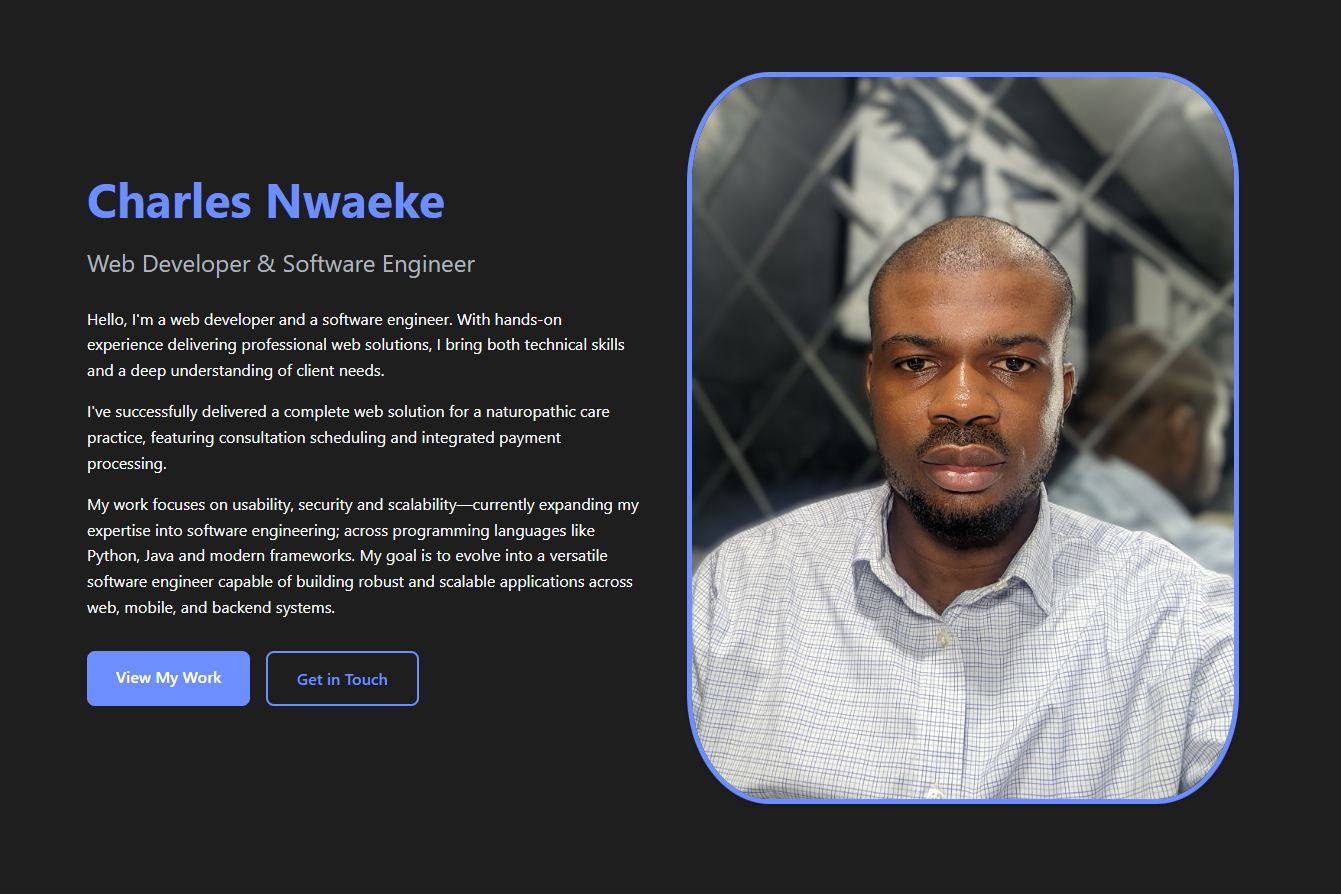 Charles Nwaeke
Web Developer & Software Engineer
Hello, I'm a web developer and a software engineer. With hands-on
experience delivering professional web solutions, I bring both technical skills
and a deep understanding of client needs.
I've successfully delivered a complete web solution for a naturopathic care
practice, featuring consultation scheduling and integrated payment
processing.
My work focuses on usability, security and scalability—currently expanding my
expertise into software engineering; across programming languages like
Python, Java and modern frameworks. My goal is to evolve into a versatile
software engineer capable of building robust and scalable applications across
web, mobile, and backend systems.
View My Work
Get in Touch